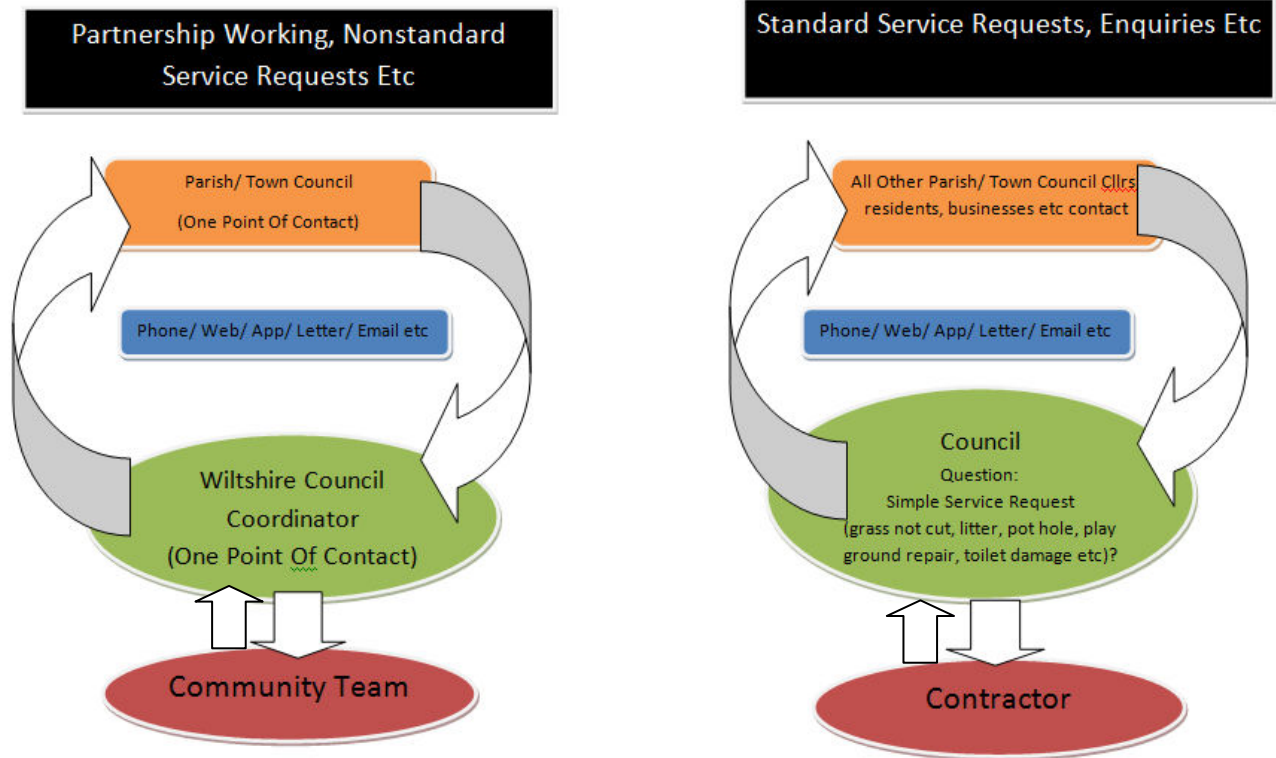 Partnership Working, Nonstandard
Service Requests Etc
Parish/ Town Council
(One Point Of Contact)
Phone/ Web/ App/ Letter/ Email etc
Wiltshire Council
Coordinator
(One Point Of Contact)
Community Team
Standard Service Requests, Enquiries Etc
All Other Parish/ Town Council Cllrs
residents, businesses etc contact
Phone/ Web/ App/ Letter/ Email etc
Council
Question:
Simple Service Request
(grass not cut, litter, pot hole, play
ground repair, toilet damage etc)?
Contractor